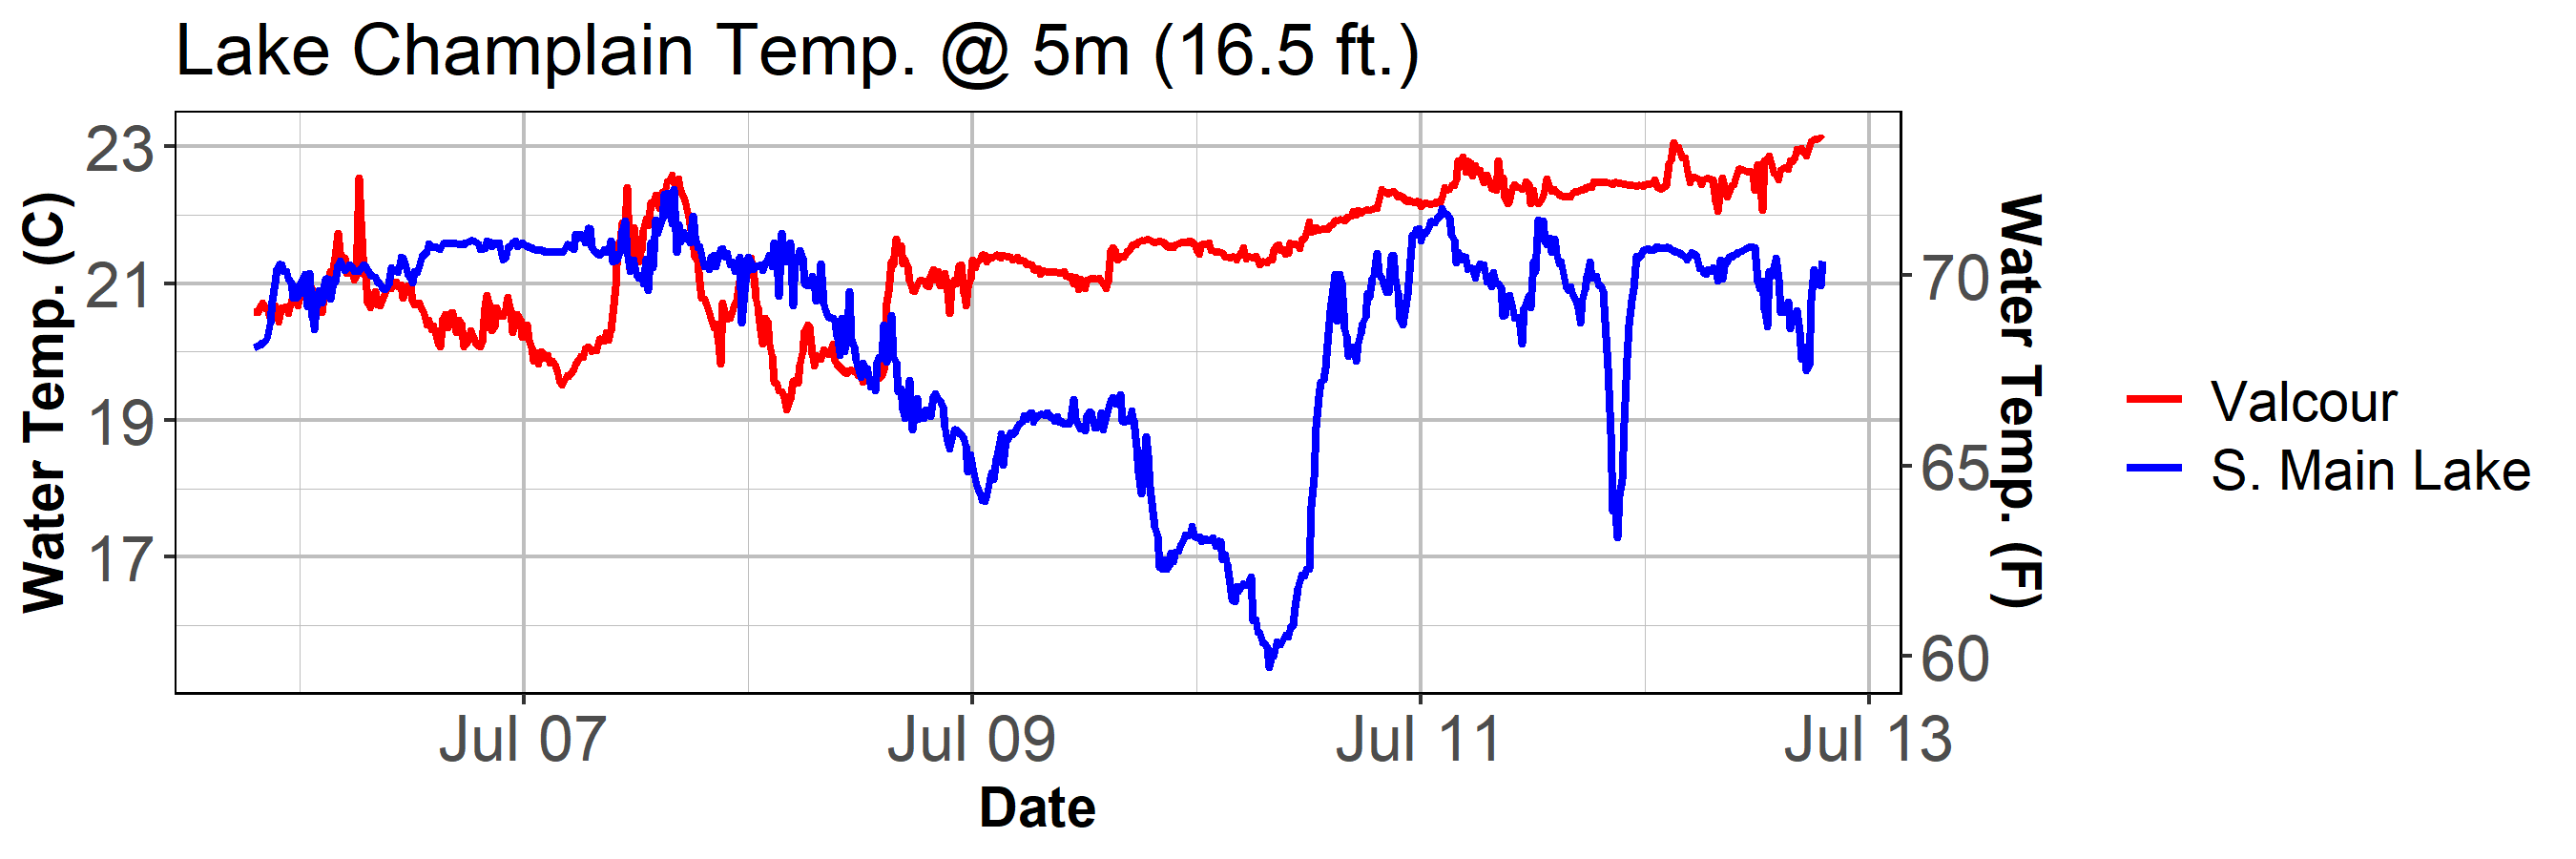 Lake Champlain Temp. @ 5m (16.5 ft.)
Water Temp. (C)
23
21
19
17
70
65
60
Water Temp. (F)
Jul 07
Jul 09
Jul 11
Jul 13
Date
Valcour
S. Main Lake